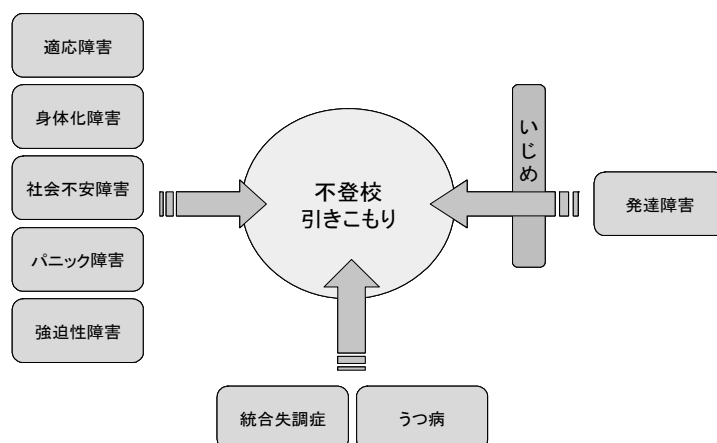 適応障害
身体化障害
社会不安障害
パニック障害
強迫性障害
不登校
引きこもり
いじめ
発達障害
統合失調症
うつ病